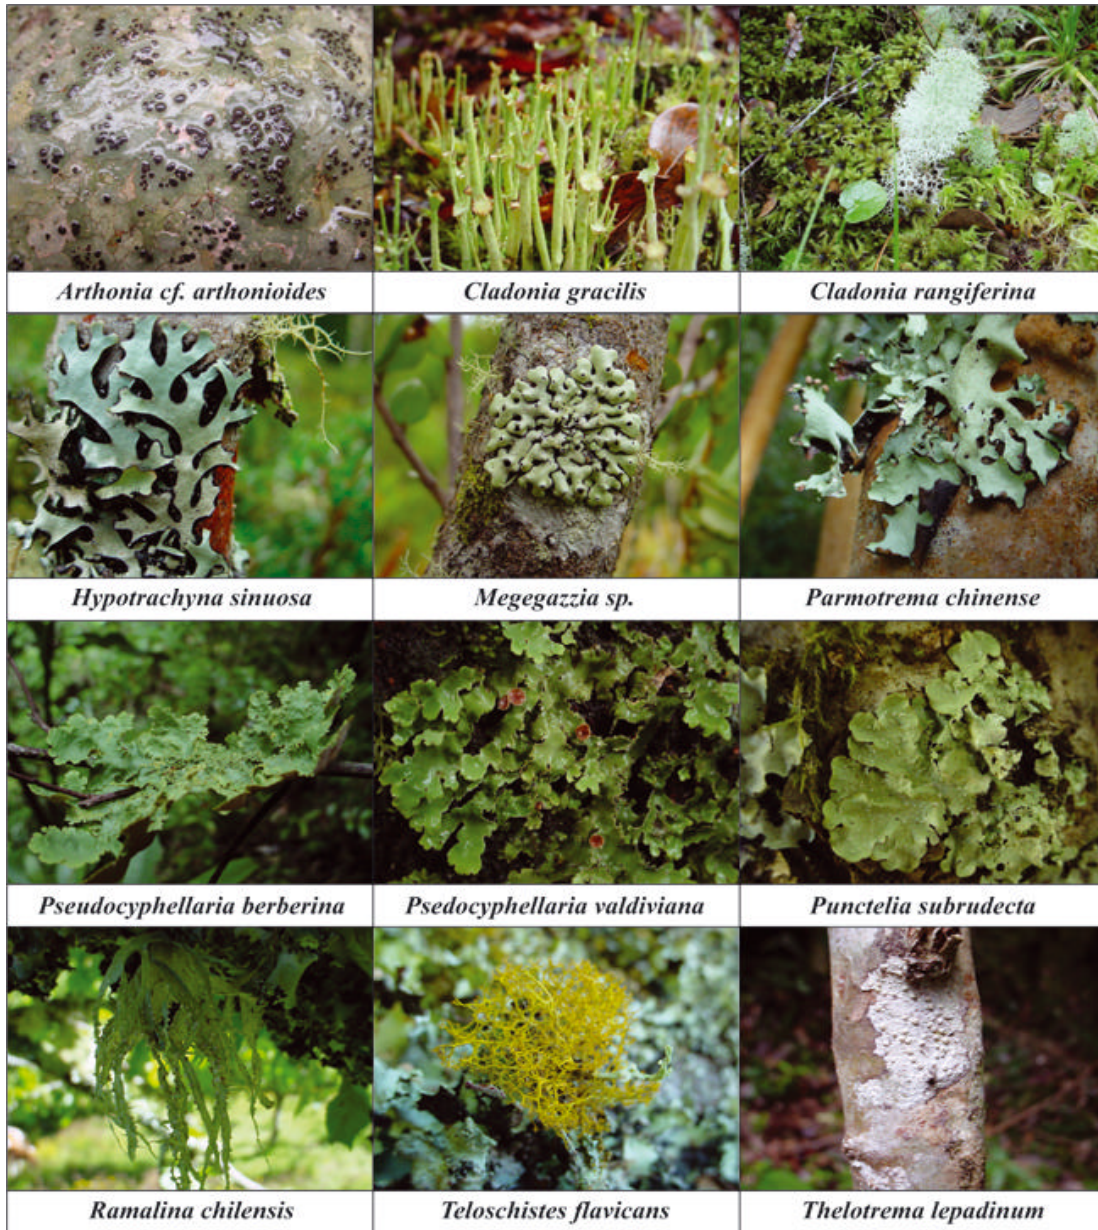 Arthonia cf. arthonioides
Cladonia gracilis
Cladonia rangiferina
Hypotrachyna sinuosa
Megegazzia sp.
Parmotrema chinense
Pseudocyphellaria berberina
Psedocyphellaria valdiviana
Punctelia subrudecta
Ramalina chilensis
Teloschistes flavicans
Thelotrema lepadinum